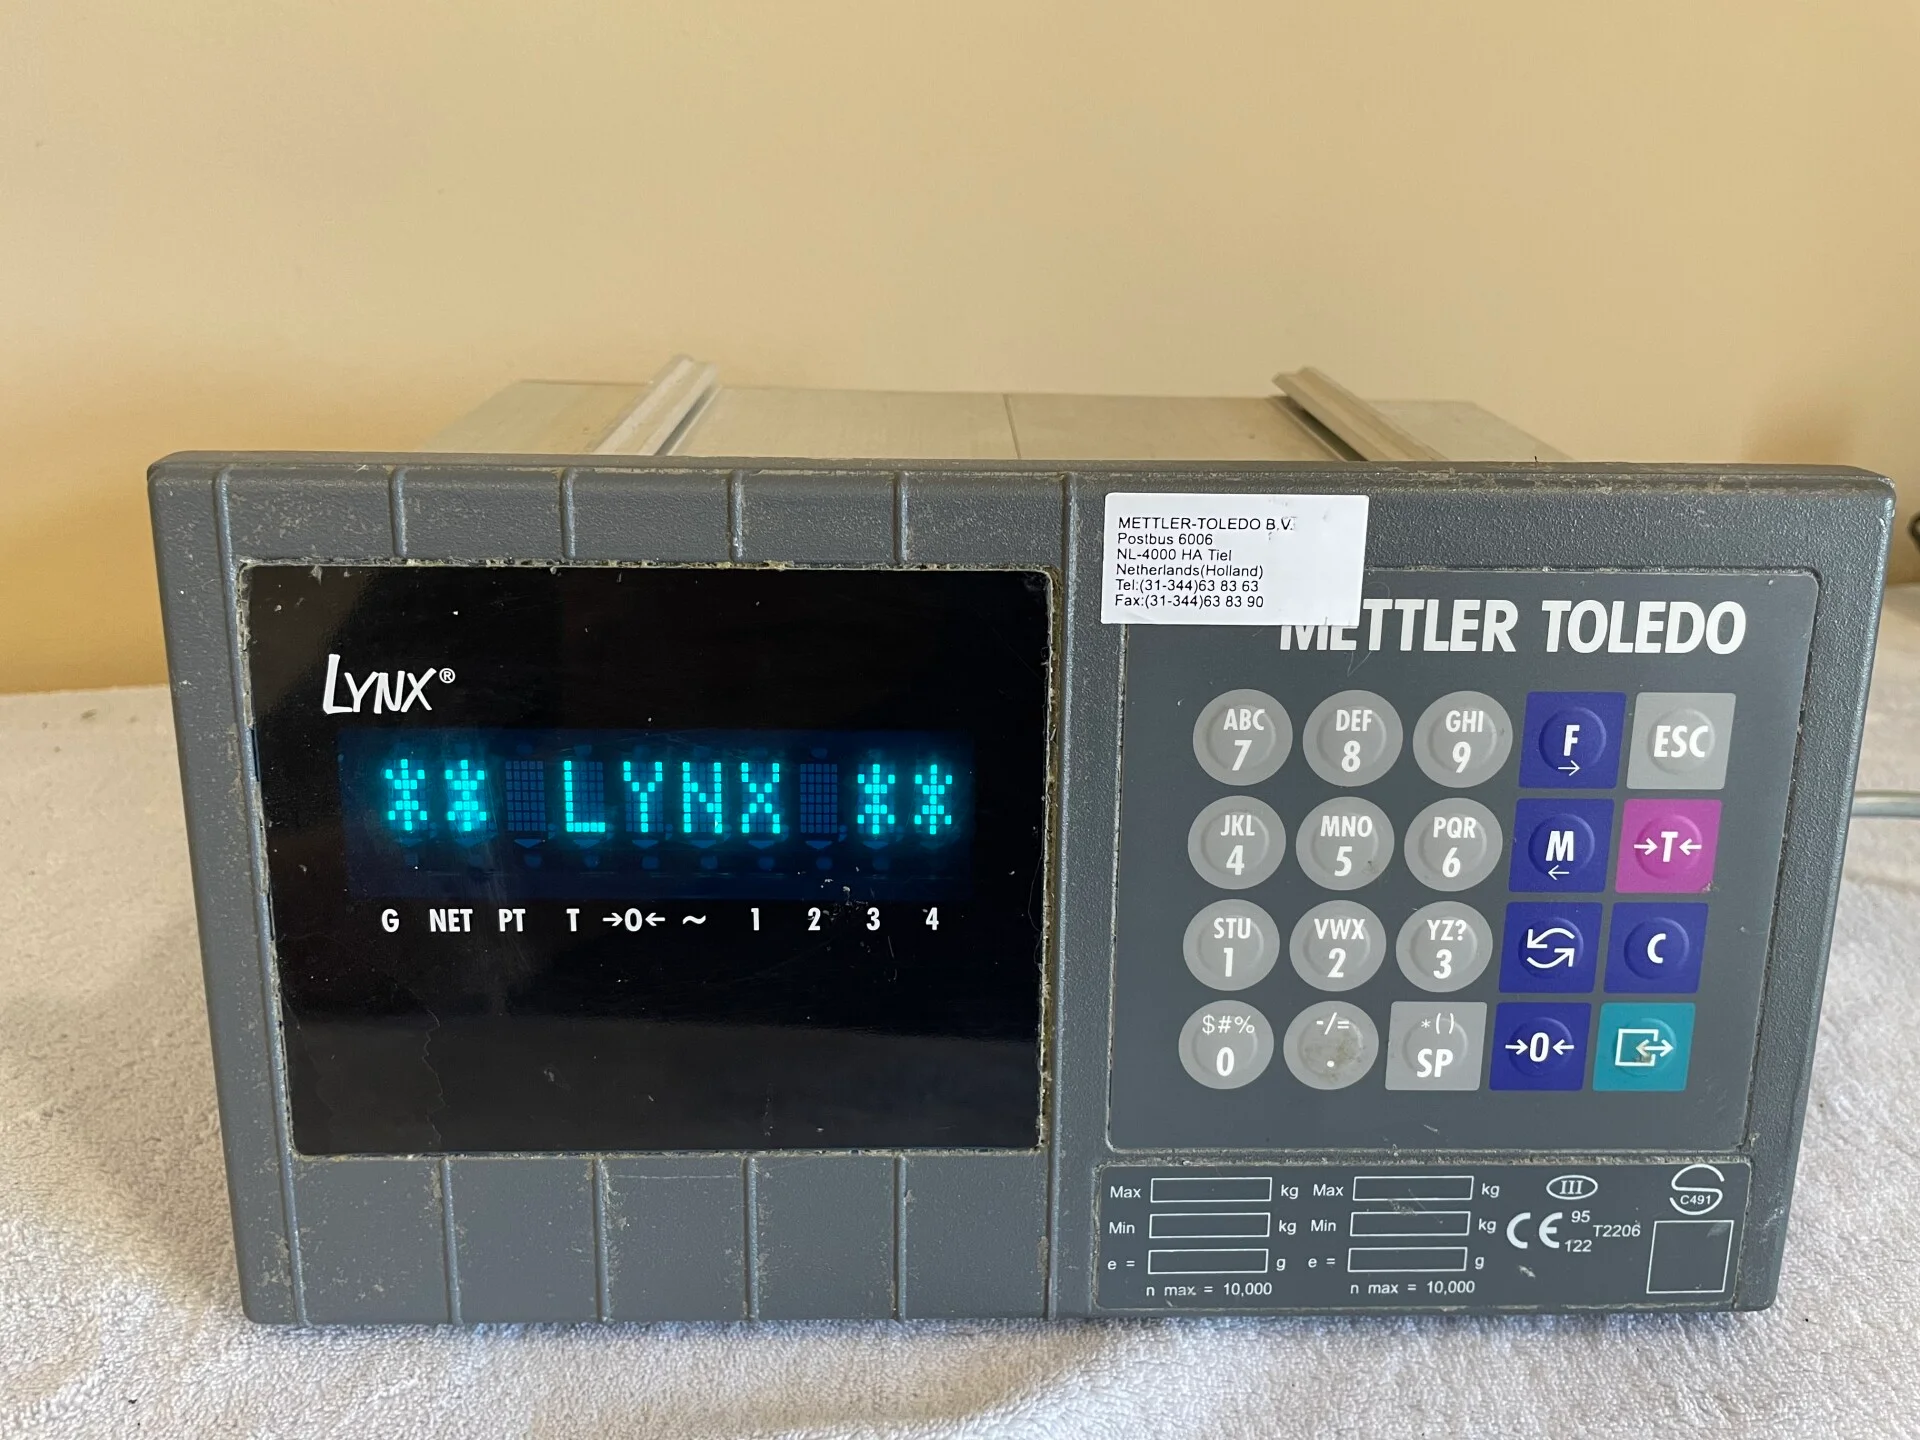 METTLER-TOLEDO B.V.
Postbus 6006
NL-4000 HA Tiel
Netherlands(Holland)
Tel:(31-344)63 83 63
Fax:(31-344)63 83 90
METTLER TOLEDO
LYNX®
** LYNX **
G NET PT T →0← ~ 1 2 3 4
ABC 7 DEF 8 GHI 9 F → ESC
JKL 4 MNO 5 PQR 6 M ← →T←
STU 1 VWX 2 YZ? 3 C
$#% 0 -/= . *() SP →0←
Max kg Max kg III C491
Min kg Min kg CE 95 122 T2206
e = g e = g
n max = 10,000 n max = 10,000